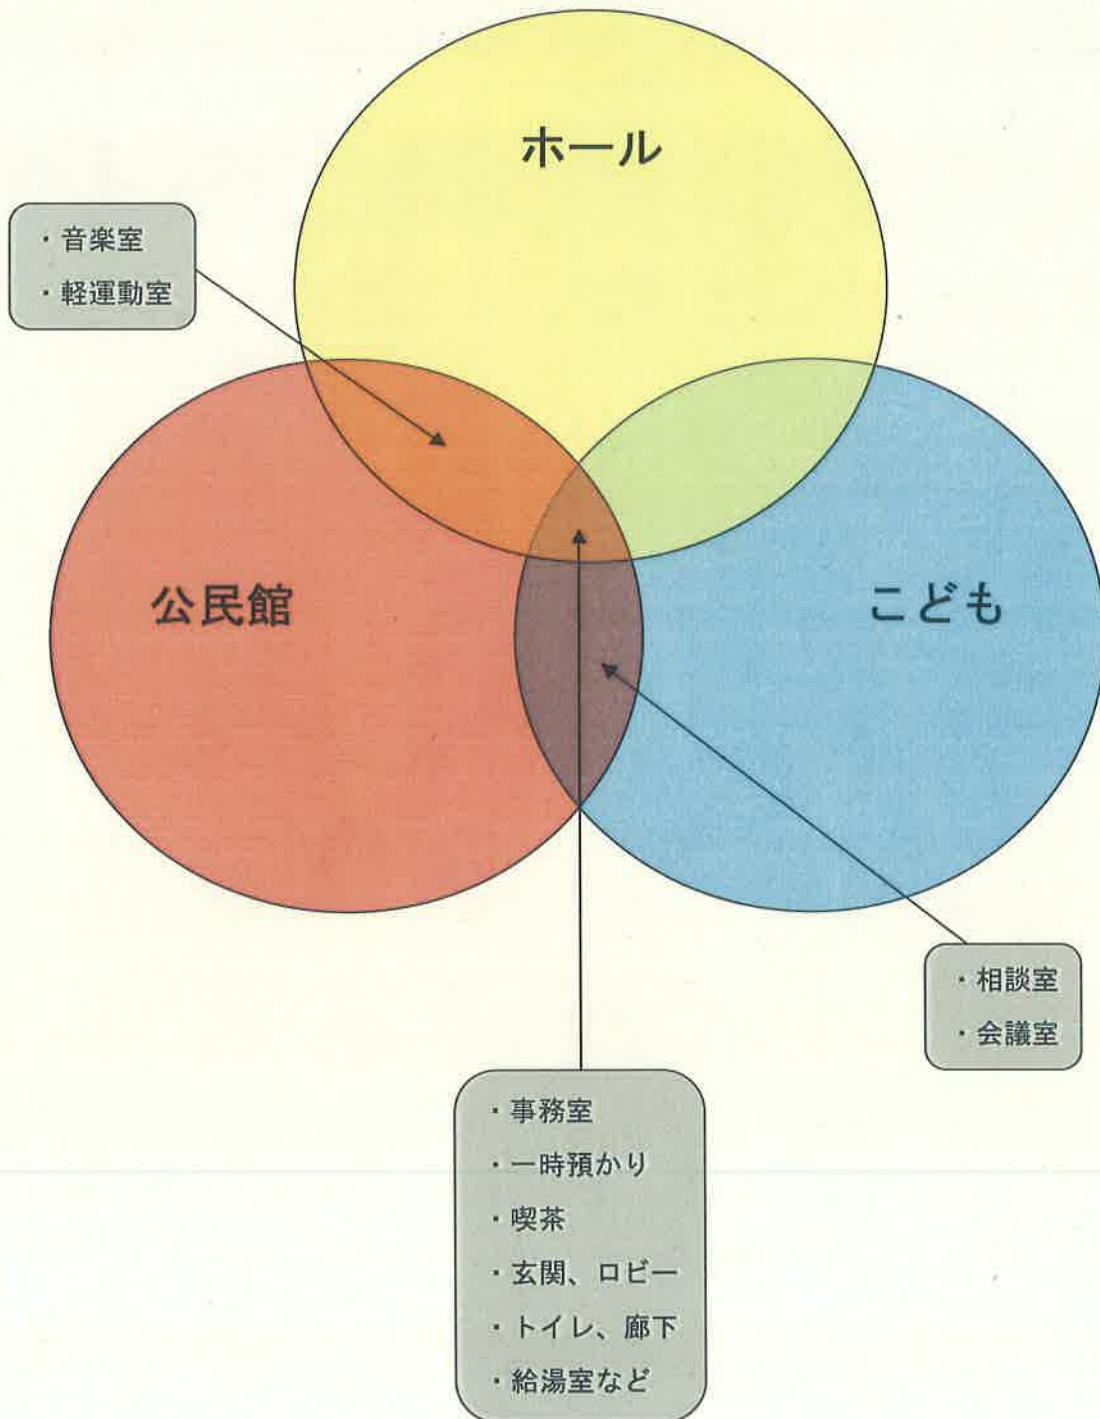 ホール
・音楽室
・軽運動室
公民館
こども
・相談室
・会議室
・事務室
・一時預かり
・喫茶
・玄関、ロビー
・トイレ、廊下
・給湯室など